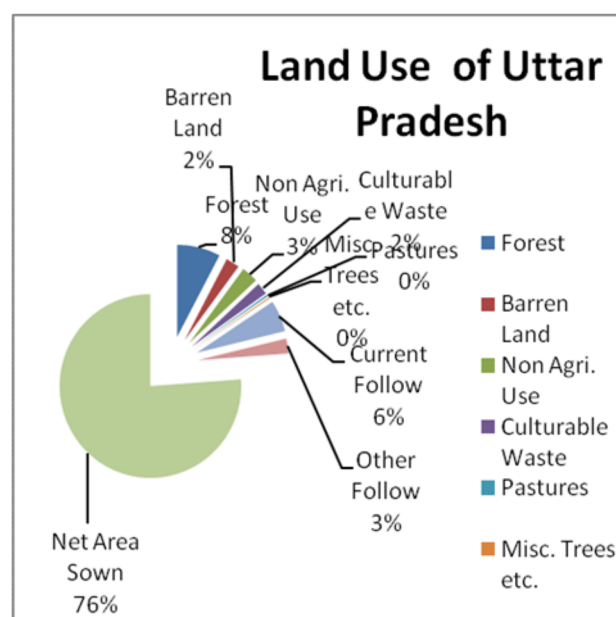 Land Use of Uttar
Pradesh
Barren
Land
2%
Forest
8%
Non Agri.
Use
3%
Culturabl
e Waste
2%
Misc.
Trees
etc.
0%
Pastures
0%
Current
Follow
6%
Other
Follow
3%
Net Area
Sown
76%
Forest
Barren
Land
Non Agri.
Use
Culturable
Waste
Pastures
Misc. Trees
etc.